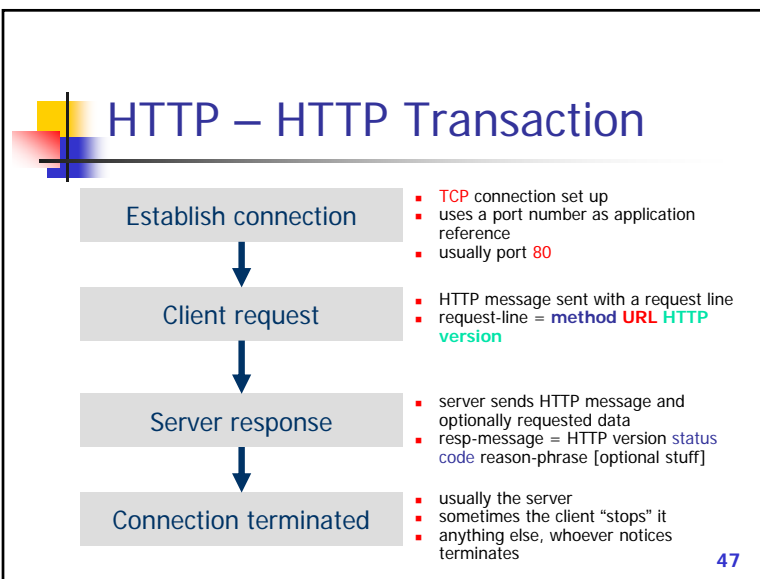 HTTP – HTTP Transaction
Establish connection
TCP connection set up
uses a port number as application
reference
usually port 80
Client request
HTTP message sent with a request line
request-line = method URL HTTP
version
Server response
server sends HTTP message and
optionally requested data
resp-message = HTTP version status
code reason-phrase [optional stuff]
Connection terminated
usually the server
sometimes the client “stops” it
anything else, whoever notices
terminates
47